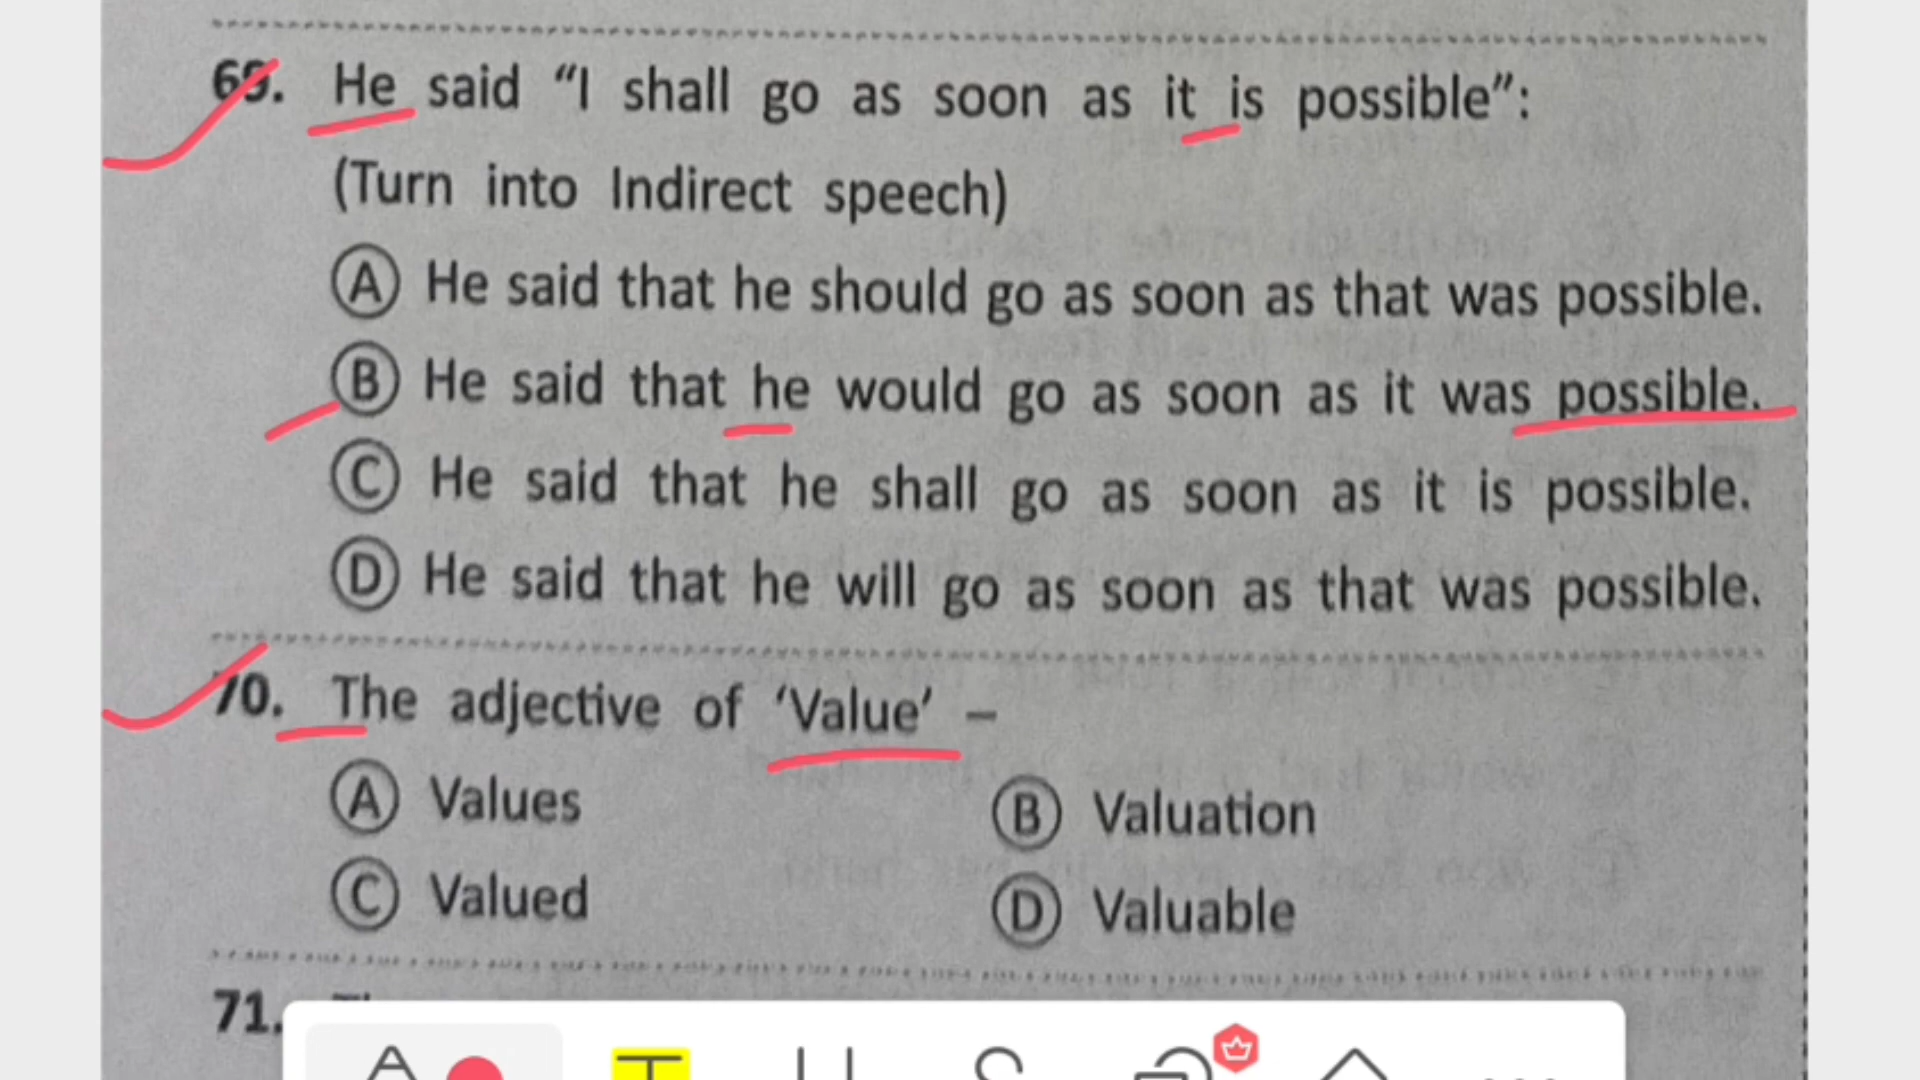 69. He said “I shall go as soon as it is possible”:
(Turn into Indirect speech)
Ⓐ He said that he should go as soon as that was possible.
Ⓑ He said that he would go as soon as it was possible.
Ⓒ He said that he shall go as soon as it is possible.
Ⓓ He said that he will go as soon as that was possible.
70. The adjective of ‘Value’ –
Ⓐ Values Ⓑ Valuation
Ⓒ Valued Ⓓ Valuable
71.